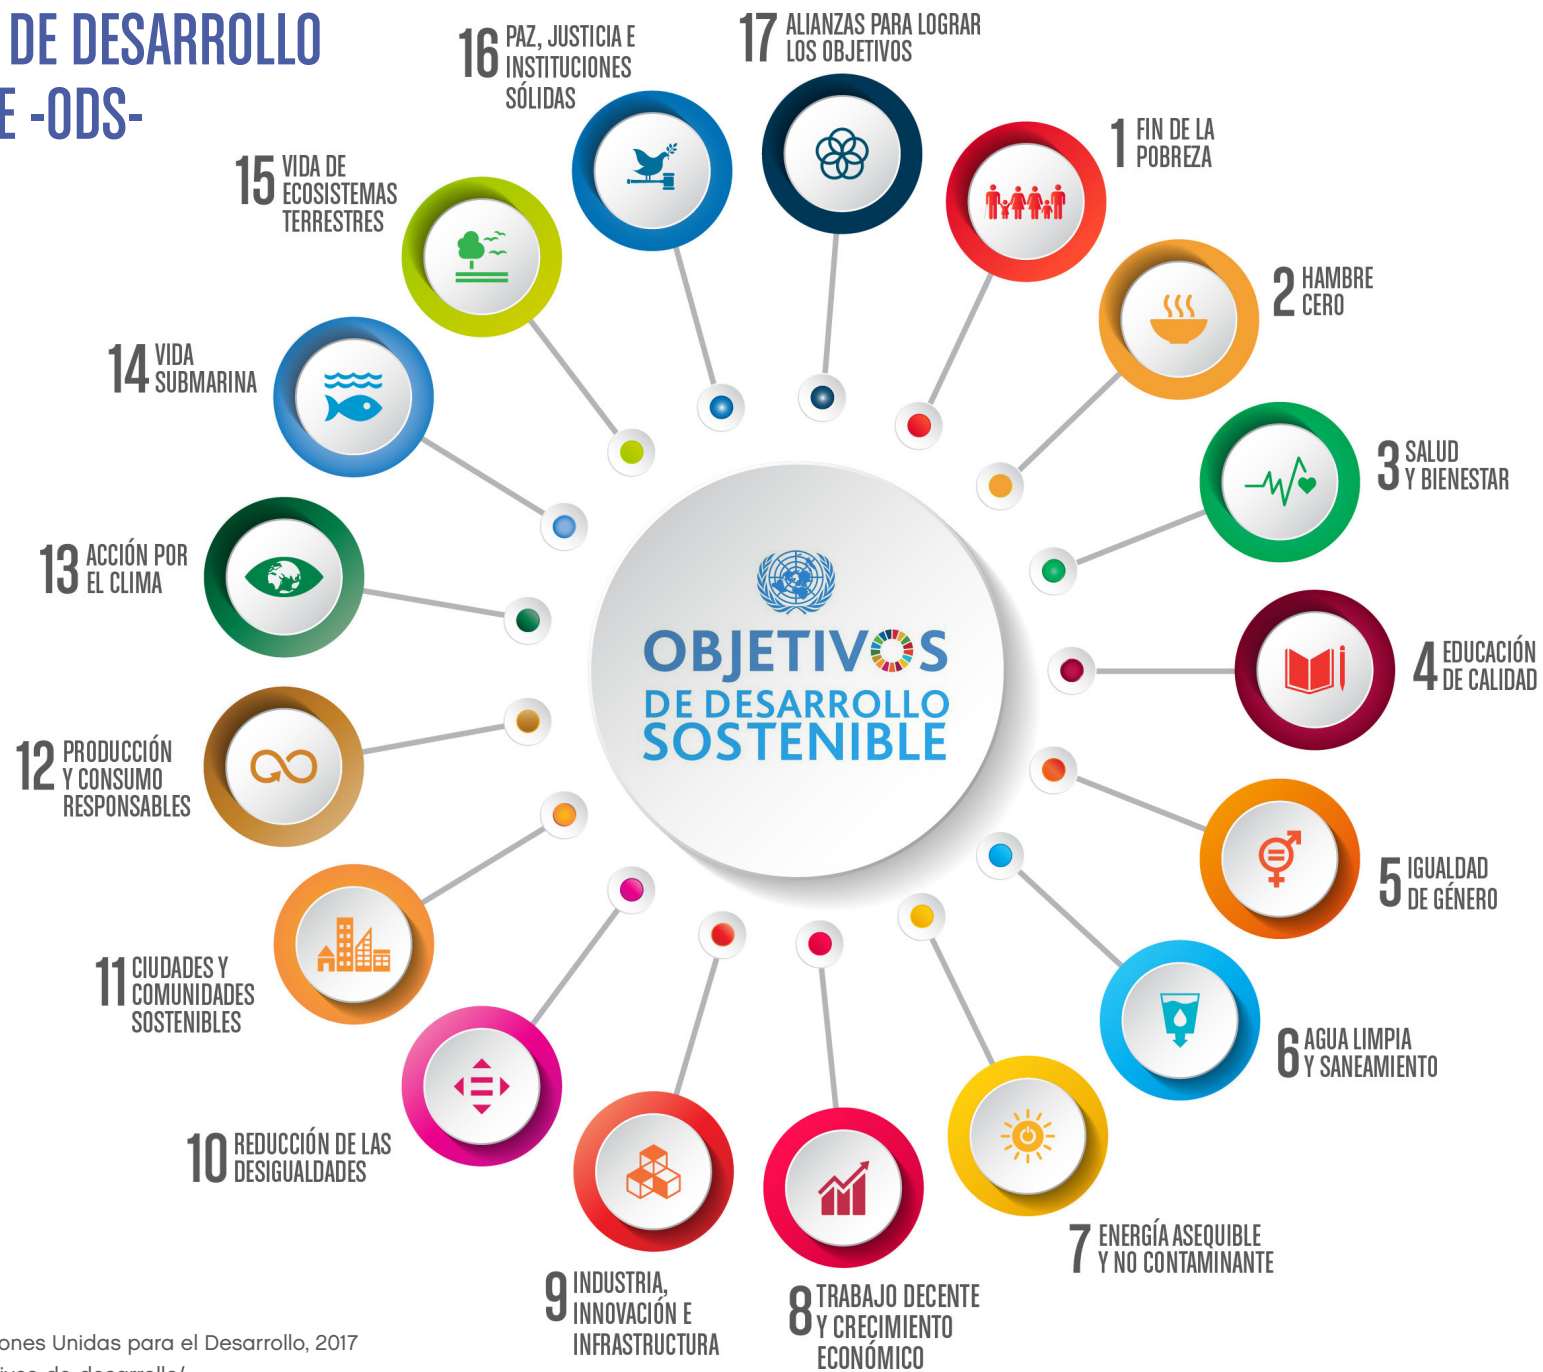 DE DESARROLLO
E -ODS-
16 PAZ, JUSTICIA E
INSTITUCIONES
SÓLIDAS
17 ALIANZAS PARA LOGRAR
LOS OBJETIVOS
1 FIN DE LA
POBREZA
2 HAMBRE
CERO
3 SALUD
Y BIENESTAR
4 EDUCACIÓN
DE CALIDAD
5 IGUALDAD
DE GÉNERO
6 AGUA LIMPIA
Y SANEAMIENTO
7 ENERGÍA ASEQUIBLE
Y NO CONTAMINANTE
8 TRABAJO DECENTE
Y CRECIMIENTO
ECONÓMICO
9 INDUSTRIA,
INNOVACIÓN E
INFRASTRUCTURA
10 REDUCCIÓN DE LAS
DESIGUALDADES
11 CIUDADES Y
COMUNIDADES
SOSTENIBLES
12 PRODUCCIÓN
Y CONSUMO
RESPONSABLES
13 ACCIÓN POR
EL CLIMA
14 VIDA
SUBMARINA
15 VIDA DE
ECOSISTEMAS
TERRESTRES
OBJETIVOS
DE DESARROLLO
SOSTENIBLE
ones Unidas para el Desarrollo, 2017